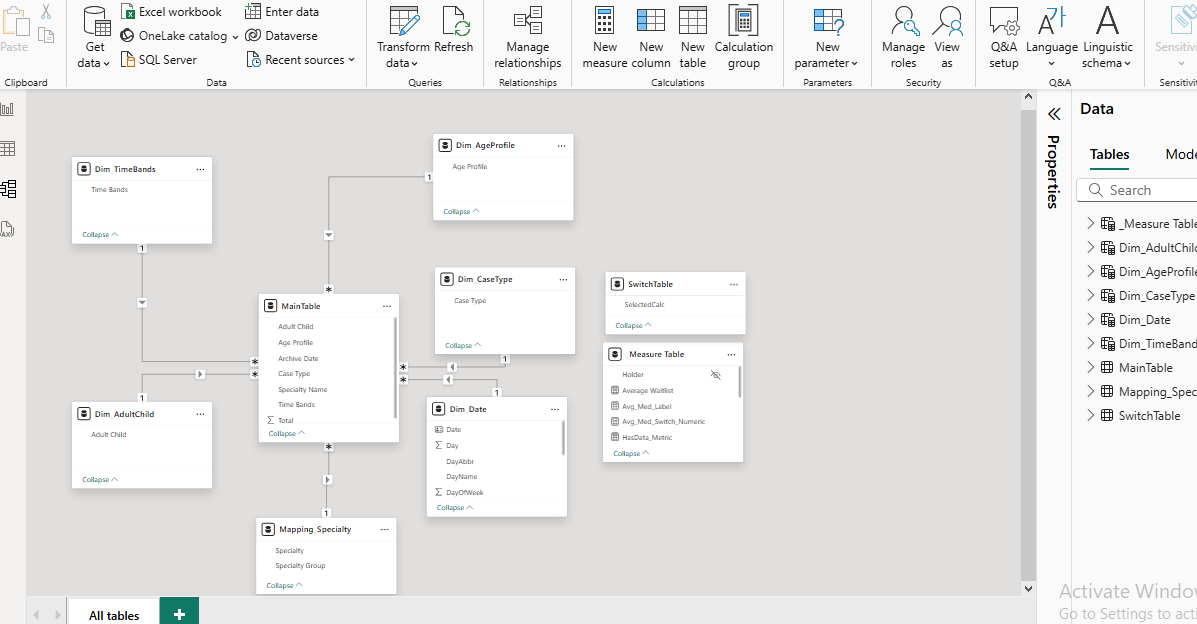 Paste
Clipboard
Get data
Excel workbook
OneLake catalog
SQL Server
Enter data
Dataverse
Recent sources
Data
Transform data
Refresh
Queries
Manage relationships
Relationships
New measure
New column
New table
Calculation group
Calculations
New parameter
Parameters
Manage roles
View as
Security
Q&A setup
Language
Linguistic schema
Q&A
Sensitivi
Sensitivi
Dim_TimeBands
Time Bands
Collapse
1
*
Dim_AgeProfile
Age Profile
Collapse
1
*
MainTable
Adult Child
Age Profile
Archive Date
Case Type
Specialty Name
Time Bands
Total
Collapse
Dim_CaseType
Case Type
Collapse
1
*
SwitchTable
SelectedCalc
Collapse
_Measure Table
Holder
Average Waitlist
Avg_Med_Label
Avg_Med_Switch_Numeric
HasData_Metric
Collapse
Dim_AdultChild
Adult Child
Collapse
1
*
Dim_Date
Date
Day
DayAbbr
DayName
DayOfWeek
Collapse
1
*
Mapping_Specialty
Specialty
Specialty Group
Collapse
1
*
All tables
+
Properties
Data
Tables
Mode
Search
_Measure Table
Dim_AdultChild
Dim_AgeProfile
Dim_CaseType
Dim_Date
Dim_TimeBands
MainTable
Mapping_Spec
SwitchTable
Activate Window
Go to Settings to acti